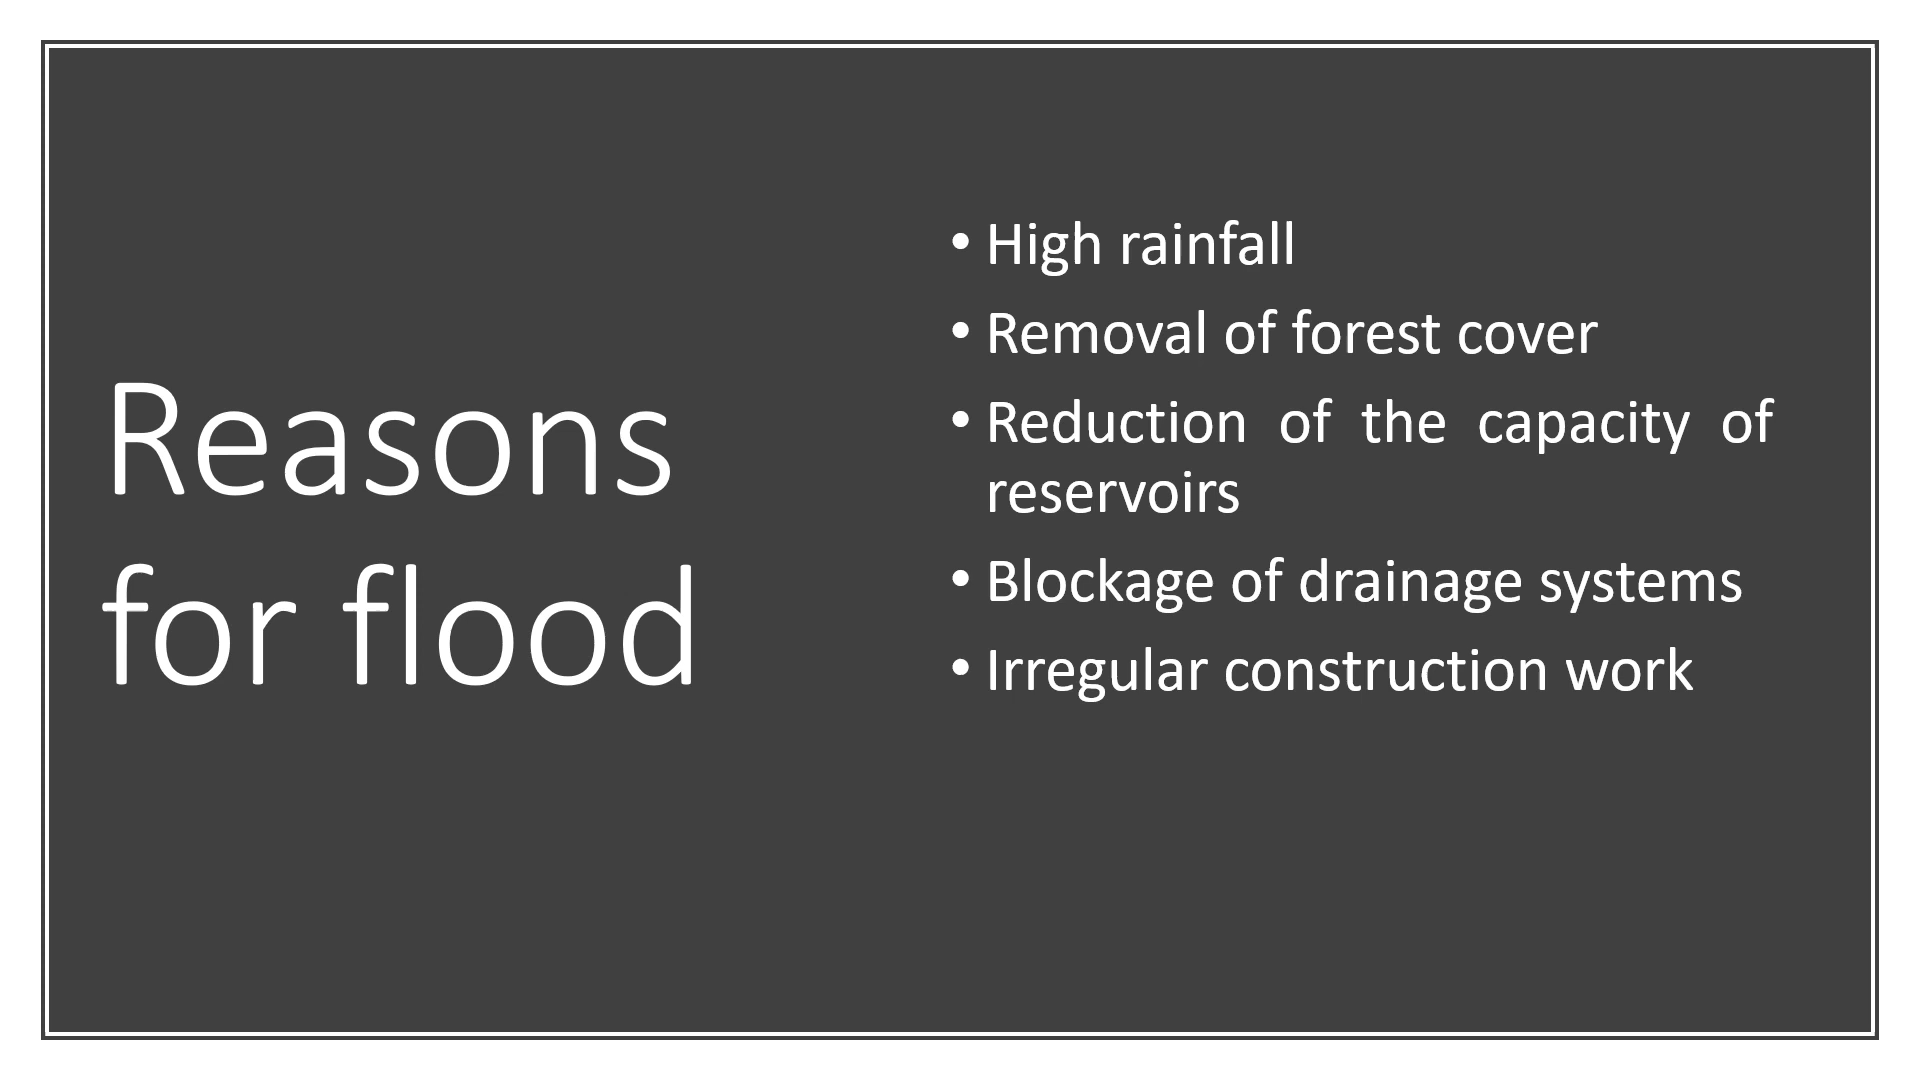 Reasons
for flood
• High rainfall
• Removal of forest cover
• Reduction of the capacity of
reservoirs
• Blockage of drainage systems
• Irregular construction work